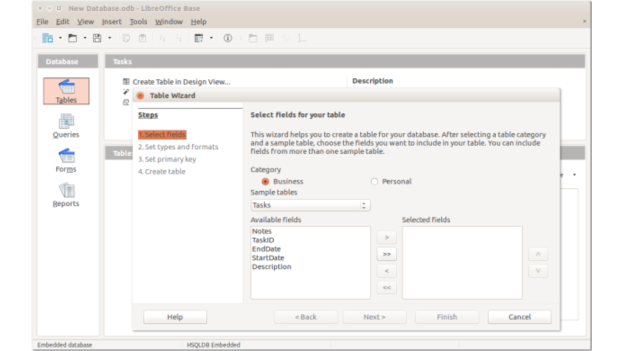 New Database.odb - LibreOffice Base
File Edit View Insert Tools Window Help
Database
Tasks
Create Table in Design View...
Description
Tables
Queries
Forms
Reports
Table
Table Wizard
Steps
1. Select fields
2. Set types and formats
3. Set primary key
4. Create table
Select fields for your table
This wizard helps you to create a table for your database. After selecting a table category
and a sample table, choose the fields you want to include in your table. You can include
fields from more than one sample table.
Category
Business
Personal
Sample tables
Tasks
Available fields
Selected fields
Notes
TaskID
EndDate
StartDate
Description
>
>>
<
<<
Help
< Back
Next >
Finish
Cancel
Embedded database
HSQLDB Embedded